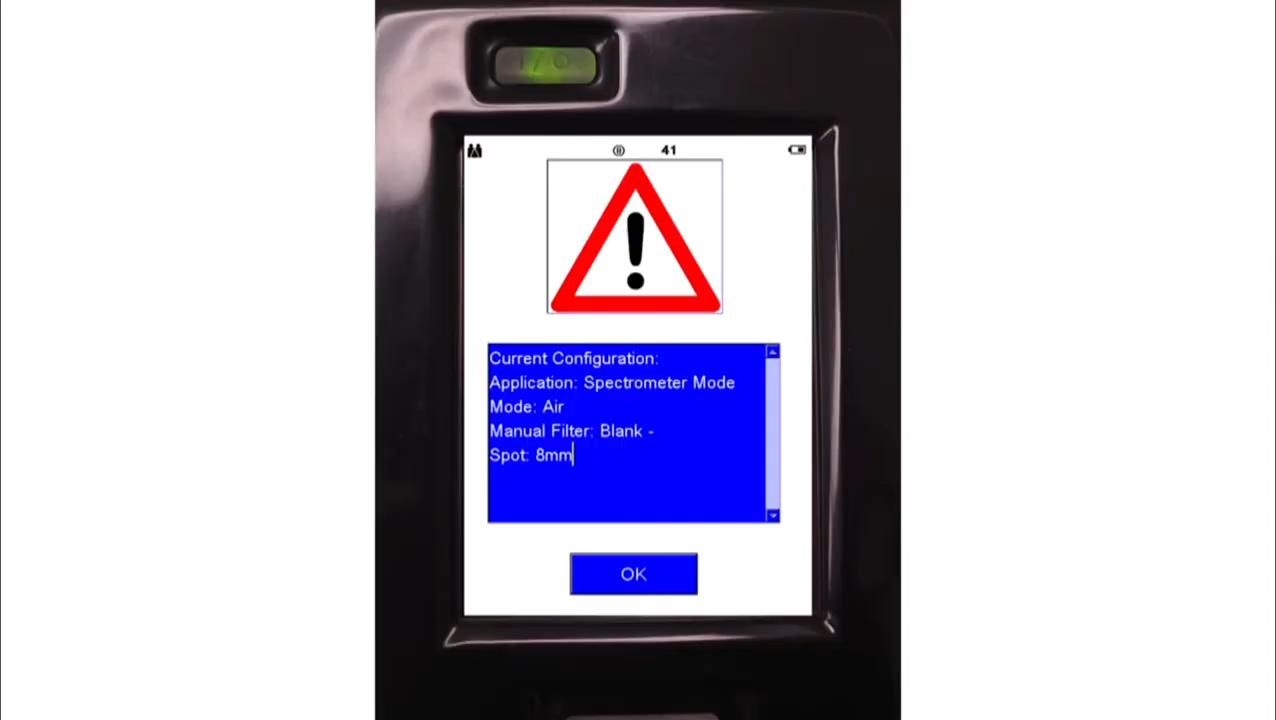 I/O
41
Current Configuration:
Application: Spectrometer Mode
Mode: Air
Manual Filter: Blank -
Spot: 8mm
OK